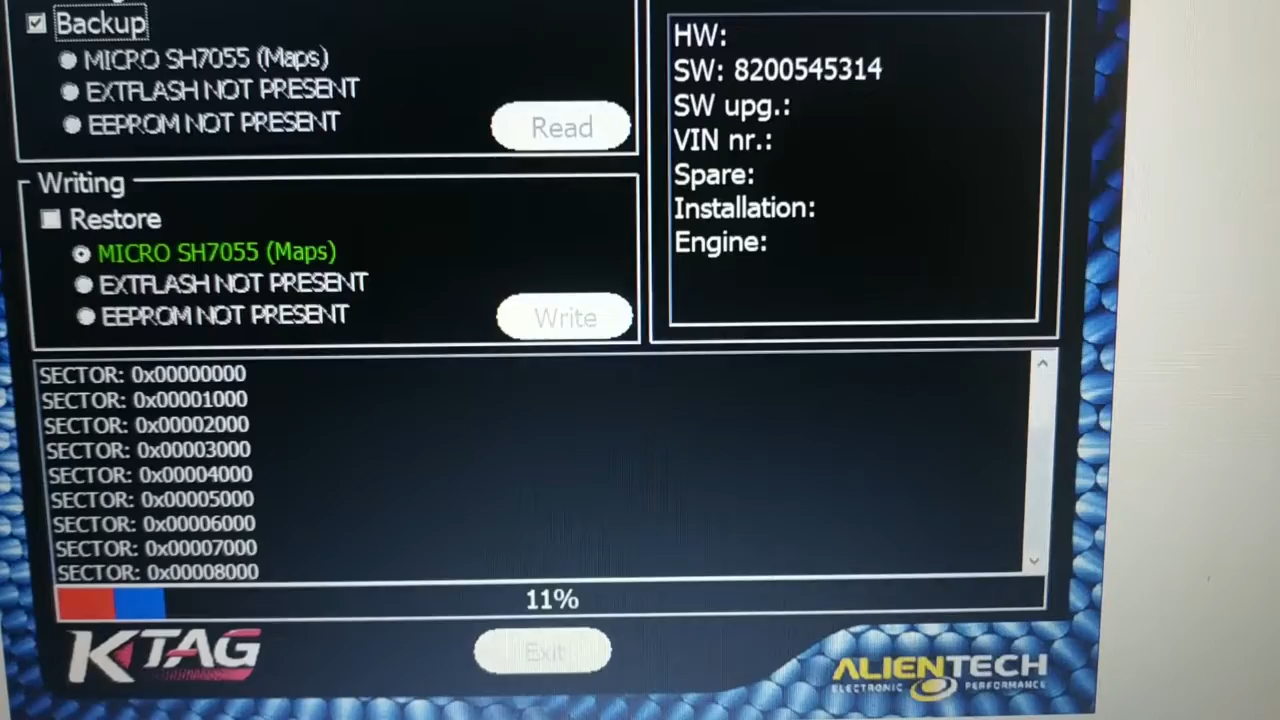 Backup
MICRO SH7055 (Maps)
EXTFLASH NOT PRESENT
EEPROM NOT PRESENT
Read
Writing
Restore
MICRO SH7055 (Maps)
EXTFLASH NOT PRESENT
EEPROM NOT PRESENT
Write
HW:
SW: 8200545314
SW upg.:
VIN nr.:
Spare:
Installation:
Engine:
SECTOR: 0x00000000
SECTOR: 0x00001000
SECTOR: 0x00002000
SECTOR: 0x00003000
SECTOR: 0x00004000
SECTOR: 0x00005000
SECTOR: 0x00006000
SECTOR: 0x00007000
SECTOR: 0x00008000
11%
KTAG
Exit
ALIENTECH
ELECTRONIC PERFORMANCE